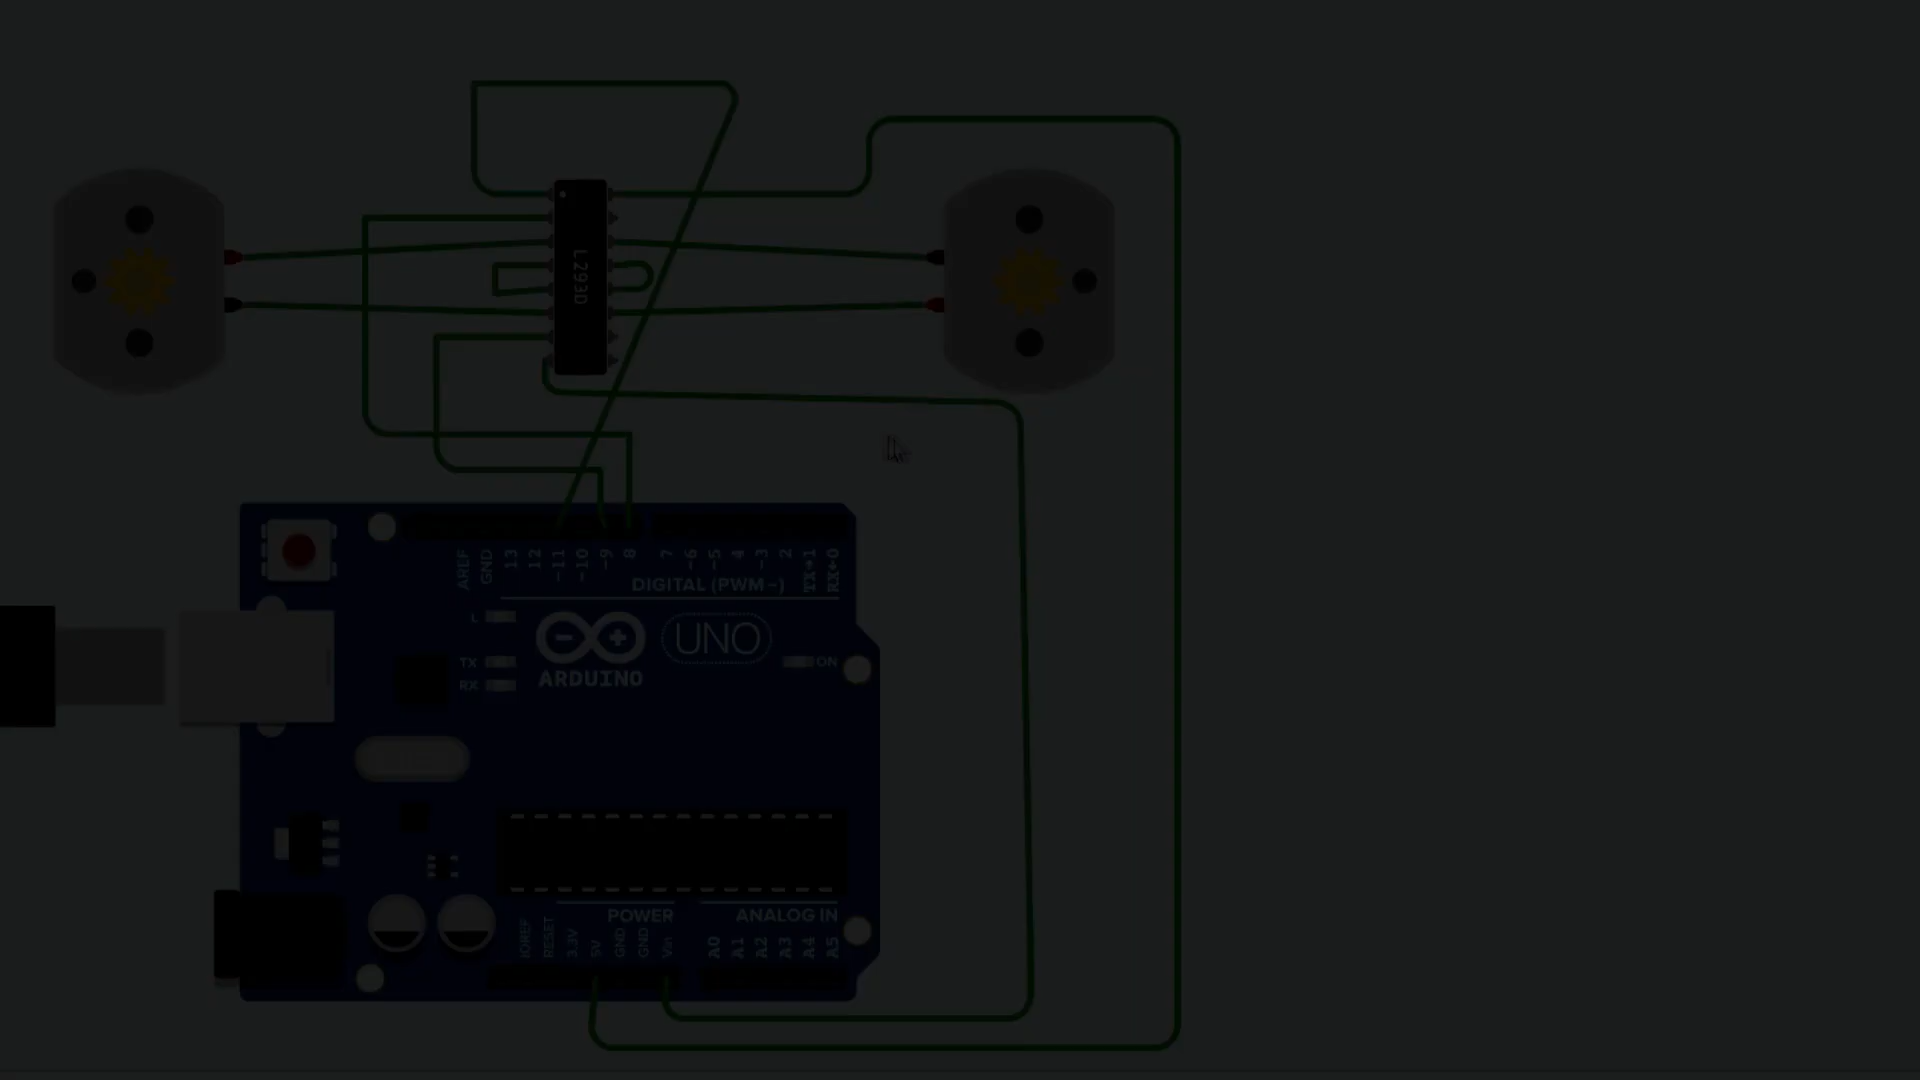 L293D
AREF
GND
13
12
~11
~10
~9
8
7
~6
~5
4
~3
2
TX→1
RX←0
DIGITAL (PWM~)
L
TX
RX
UNO
ON
ARDUINO
POWER
ANALOG IN
IOREF
RESET
3.3V
5V
GND
GND
Vin
A0
A1
A2
A3
A4
A5